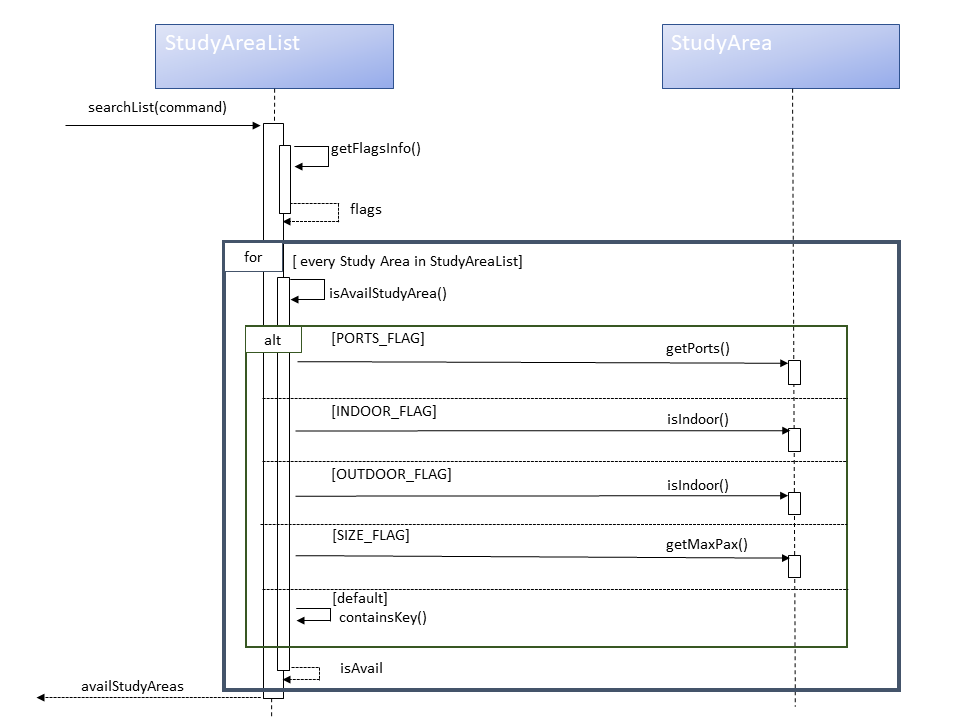 StudyAreaList
StudyArea
searchList(command)
getFlagsInfo()
flags
for
[ every Study Area in StudyAreaList]
isAvailStudyArea()
alt
[PORTS_FLAG]
getPorts()
[INDOOR_FLAG]
isIndoor()
[OUTDOOR_FLAG]
isIndoor()
[SIZE_FLAG]
getMaxPax()
[default]
containsKey()
isAvail
availStudyAreas